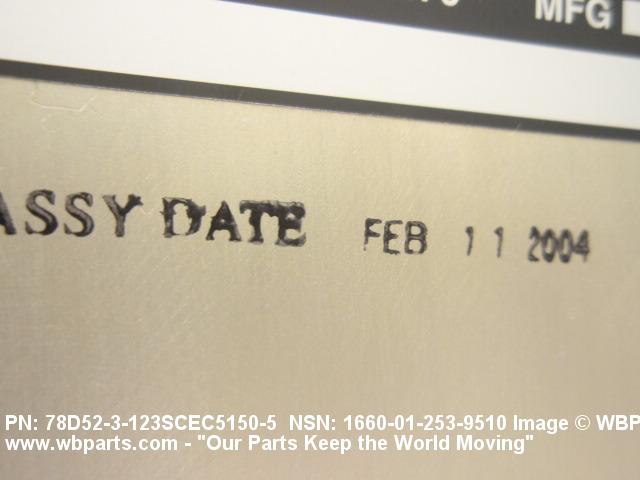 MFG
ASSY DATE FEB 11 2004
PN: 78D52-3-123SCEC5150-5 NSN: 1660-01-253-9510 Image © WBP
www.wbparts.com - "Our Parts Keep the World Moving"